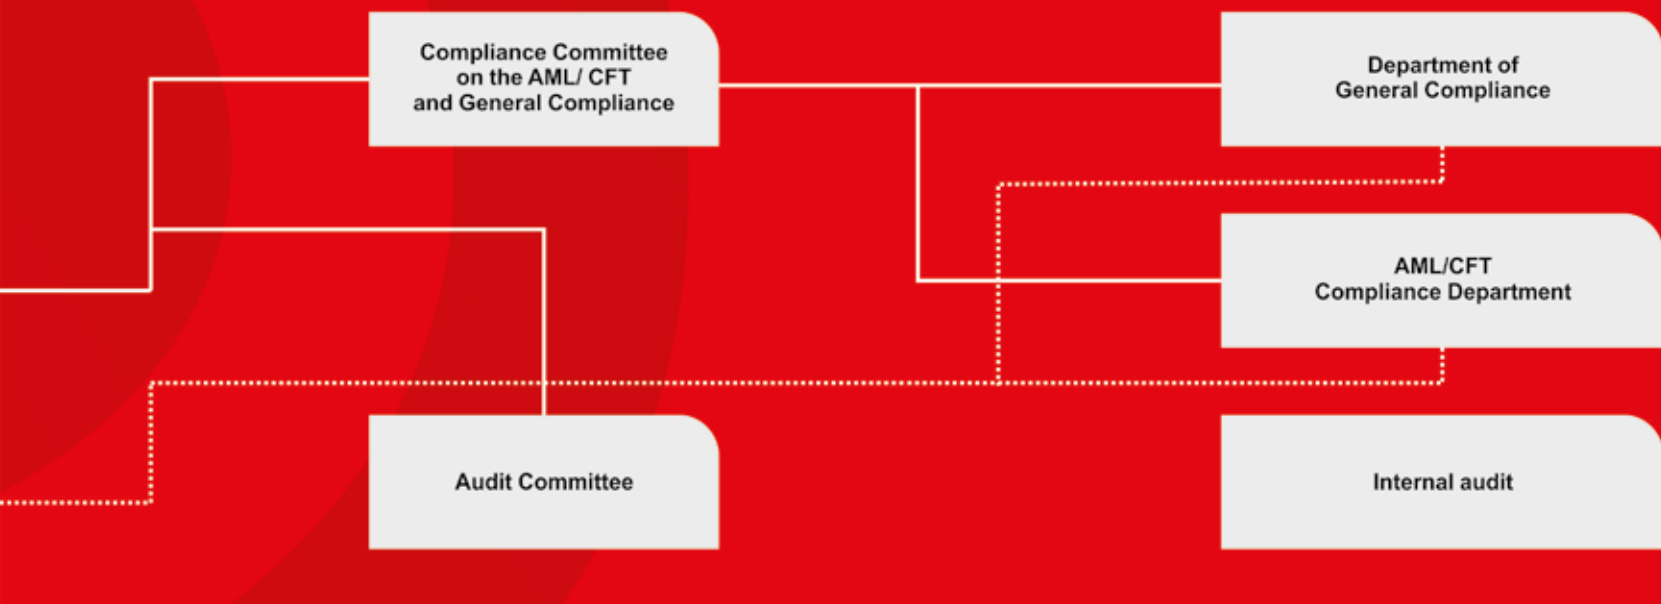 Compliance Committee
on the AML/ CFT
and General Compliance
Department of
General Compliance
AML/CFT
Compliance Department
Audit Committee
Internal audit